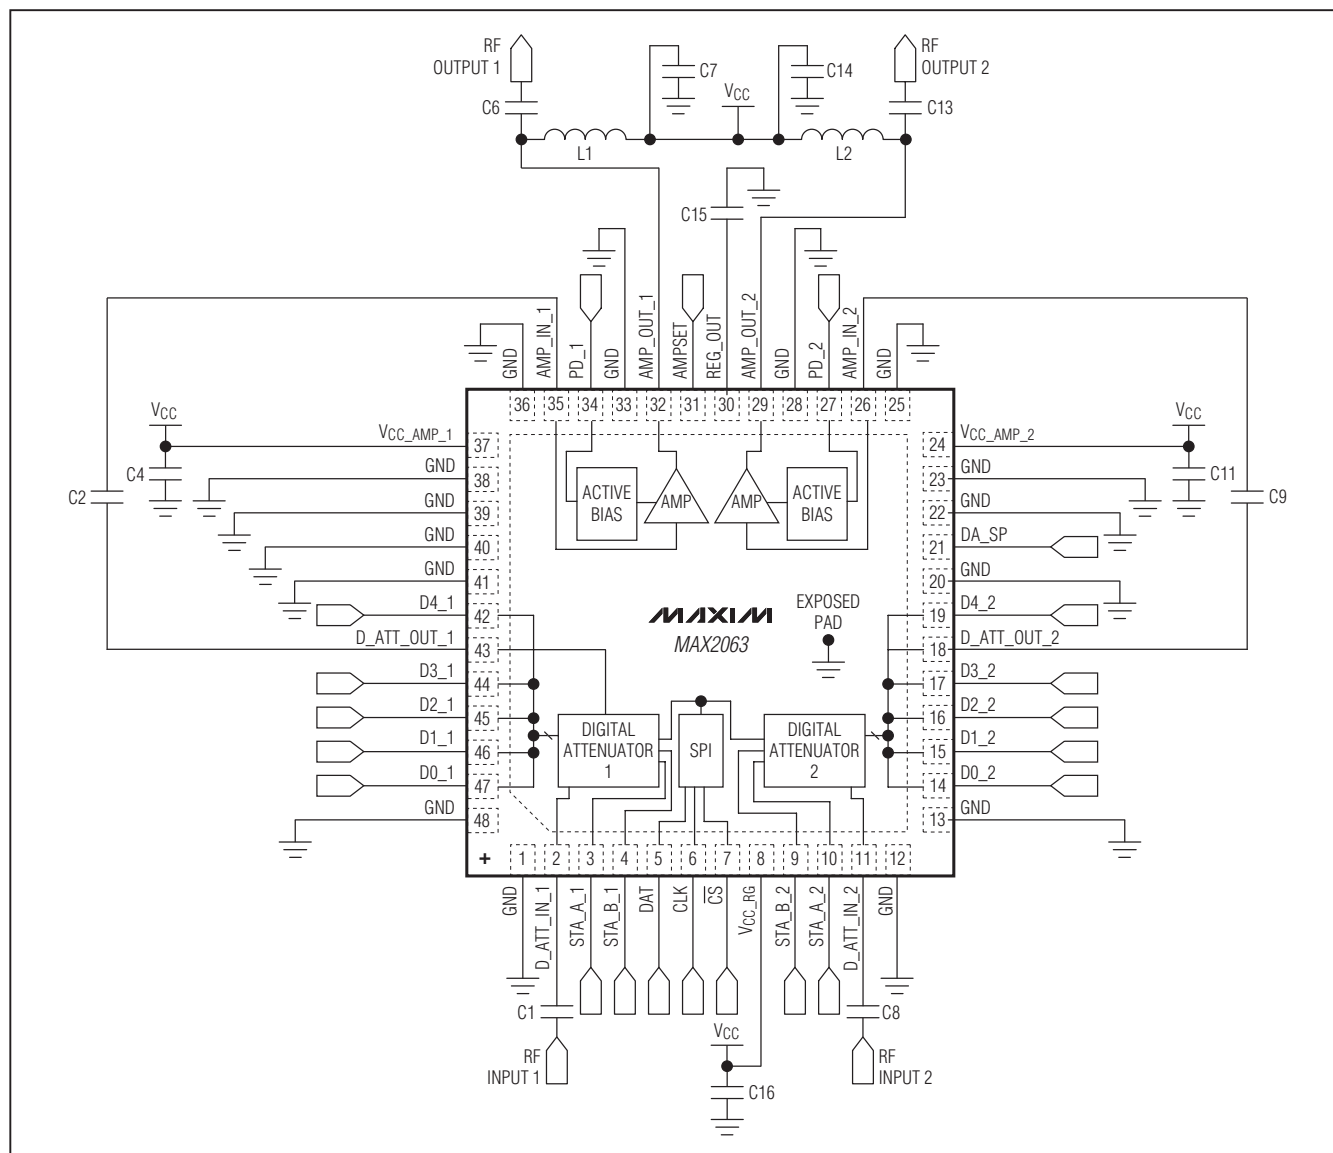 RF
OUTPUT 1
C6
L1
C7
VCC
C14
L2
RF
OUTPUT 2
C13
C15
GND
AMP_IN_1
PD_1
GND
AMP_OUT_1
AMPSET
REG_OUT
AMP_OUT_2
GND
PD_2
AMP_IN_2
GND
36 35 34 33 32 31 30 29 28 27 26 25
VCC
C4
C2
VCC_AMP_1 37
GND 38
GND 39
GND 40
GND 41
D4_1 42
D_ATT_OUT_1 43
D3_1 44
D2_1 45
D1_1 46
D0_1 47
GND 48
ACTIVE
BIAS
AMP
AMP
ACTIVE
BIAS
MAXIM
MAX2063
EXPOSED
PAD
DIGITAL
ATTENUATOR
1
SPI
DIGITAL
ATTENUATOR
2
VCC
C11
C9
24 VCC_AMP_2
23 GND
22 GND
21 DA_SP
20 GND
19 D4_2
18 D_ATT_OUT_2
17 D3_2
16 D2_2
15 D1_2
14 D0_2
13 GND
+
1 2 3 4 5 6 7 8 9 10 11 12
GND
D_ATT_IN_1
STA_A_1
STA_B_1
DAT
CLK
CS
VCC_RG
STA_B_2
STA_A_2
D_ATT_IN_2
GND
C1
RF
INPUT 1
VCC
C16
C8
RF
INPUT 2